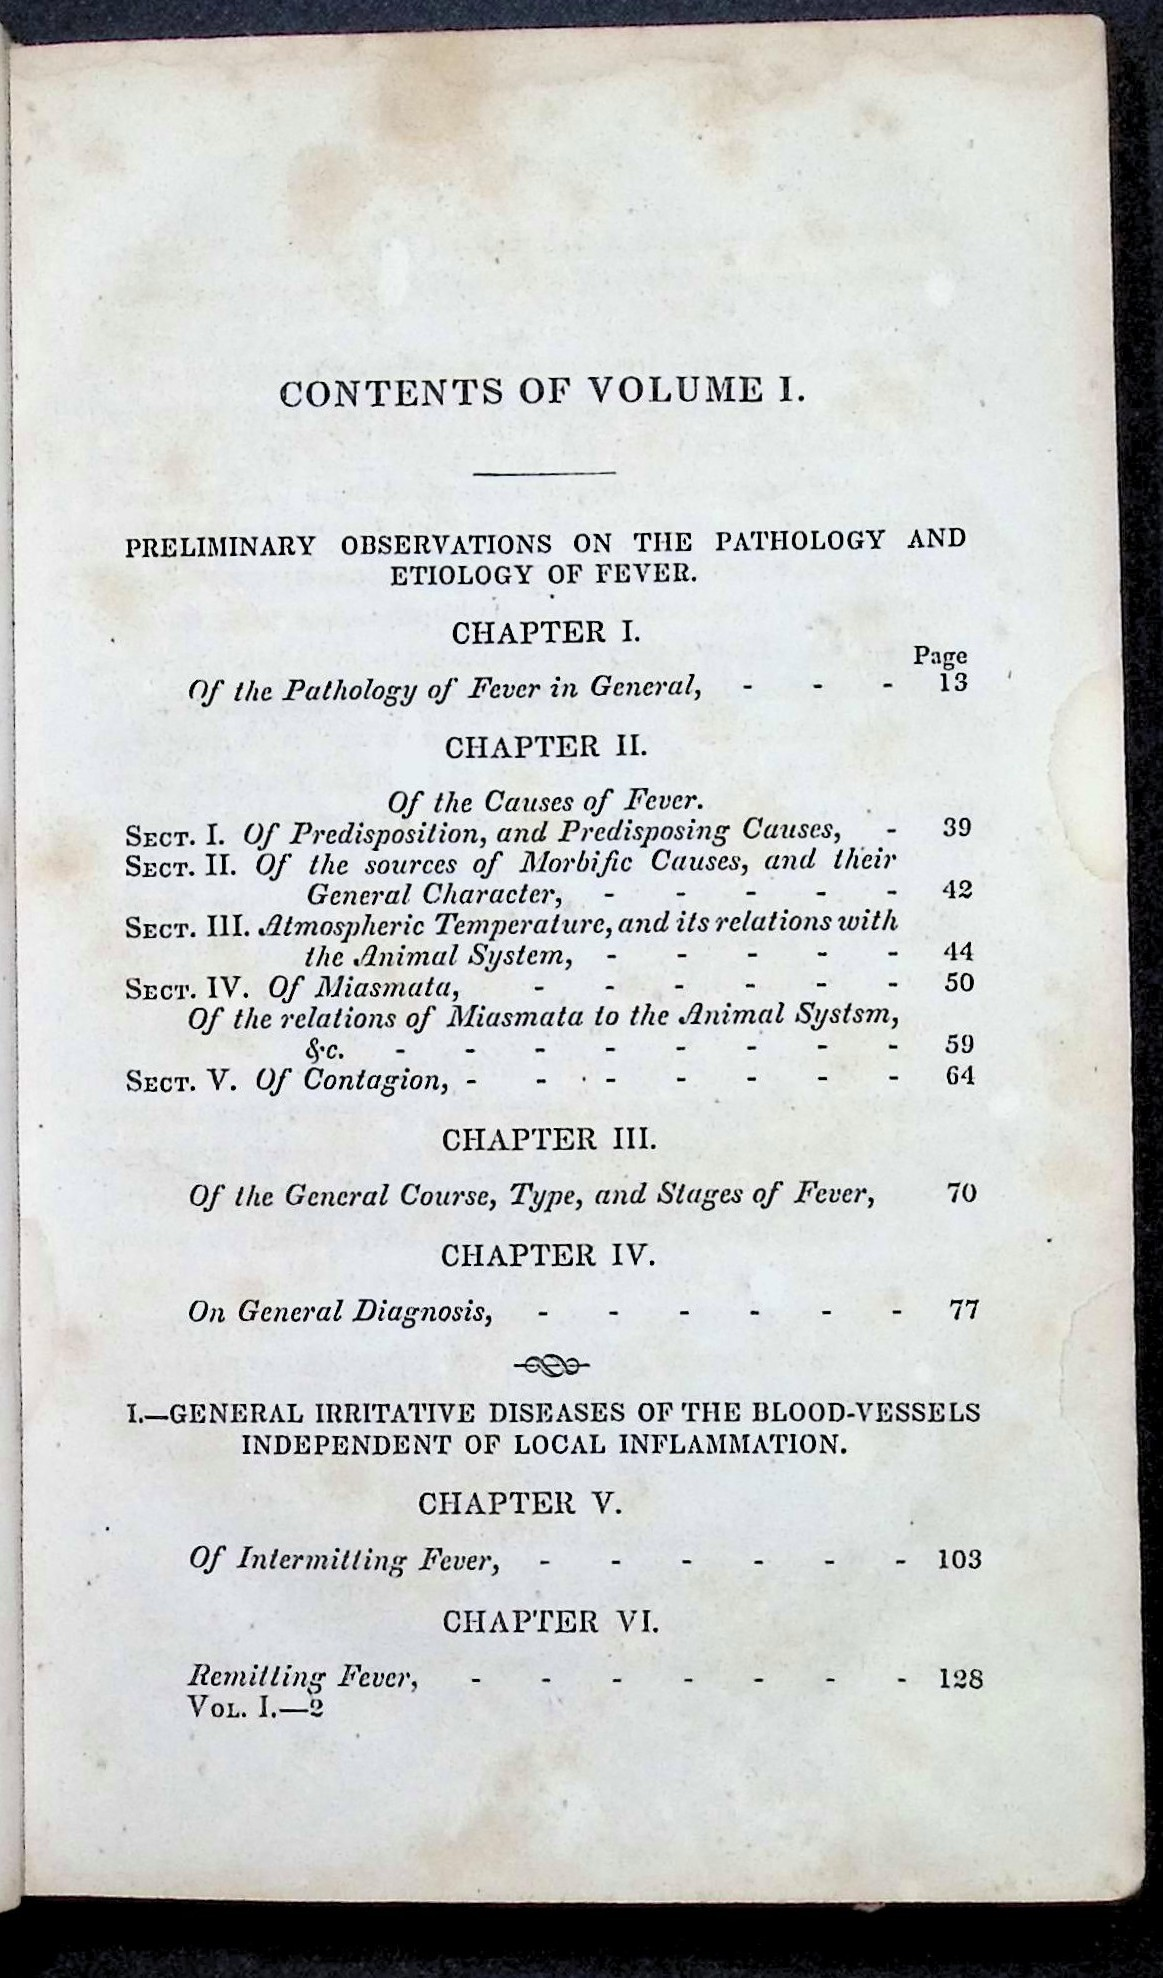 CONTENTS OF VOLUME I.
PRELIMINARY OBSERVATIONS ON THE PATHOLOGY AND
ETIOLOGY OF FEVER.
CHAPTER I.
Page
Of the Pathology of Fever in General, - - - 13
CHAPTER II.
Of the Causes of Fever.
SECT. I. Of Predisposition, and Predisposing Causes, - 39
SECT. II. Of the sources of Morbific Causes, and their
General Character, - - - - - 42
SECT. III. Atmospheric Temperature, and its relations with
the Animal System, - - - - - 44
SECT. IV. Of Miasmata, - - - - - - 50
Of the relations of Miasmata to the Animal Systsm,
&c. - - - - - - - - 59
SECT. V. Of Contagion, - - - - - - - 64
CHAPTER III.
Of the General Course, Type, and Stages of Fever, 70
CHAPTER IV.
On General Diagnosis, - - - - - - 77
I.—GENERAL IRRITATIVE DISEASES OF THE BLOOD-VESSELS
INDEPENDENT OF LOCAL INFLAMMATION.
CHAPTER V.
Of Intermitting Fever, - - - - - - 103
CHAPTER VI.
Remitting Fever, - - - - - - - 128
VOL. I.—2